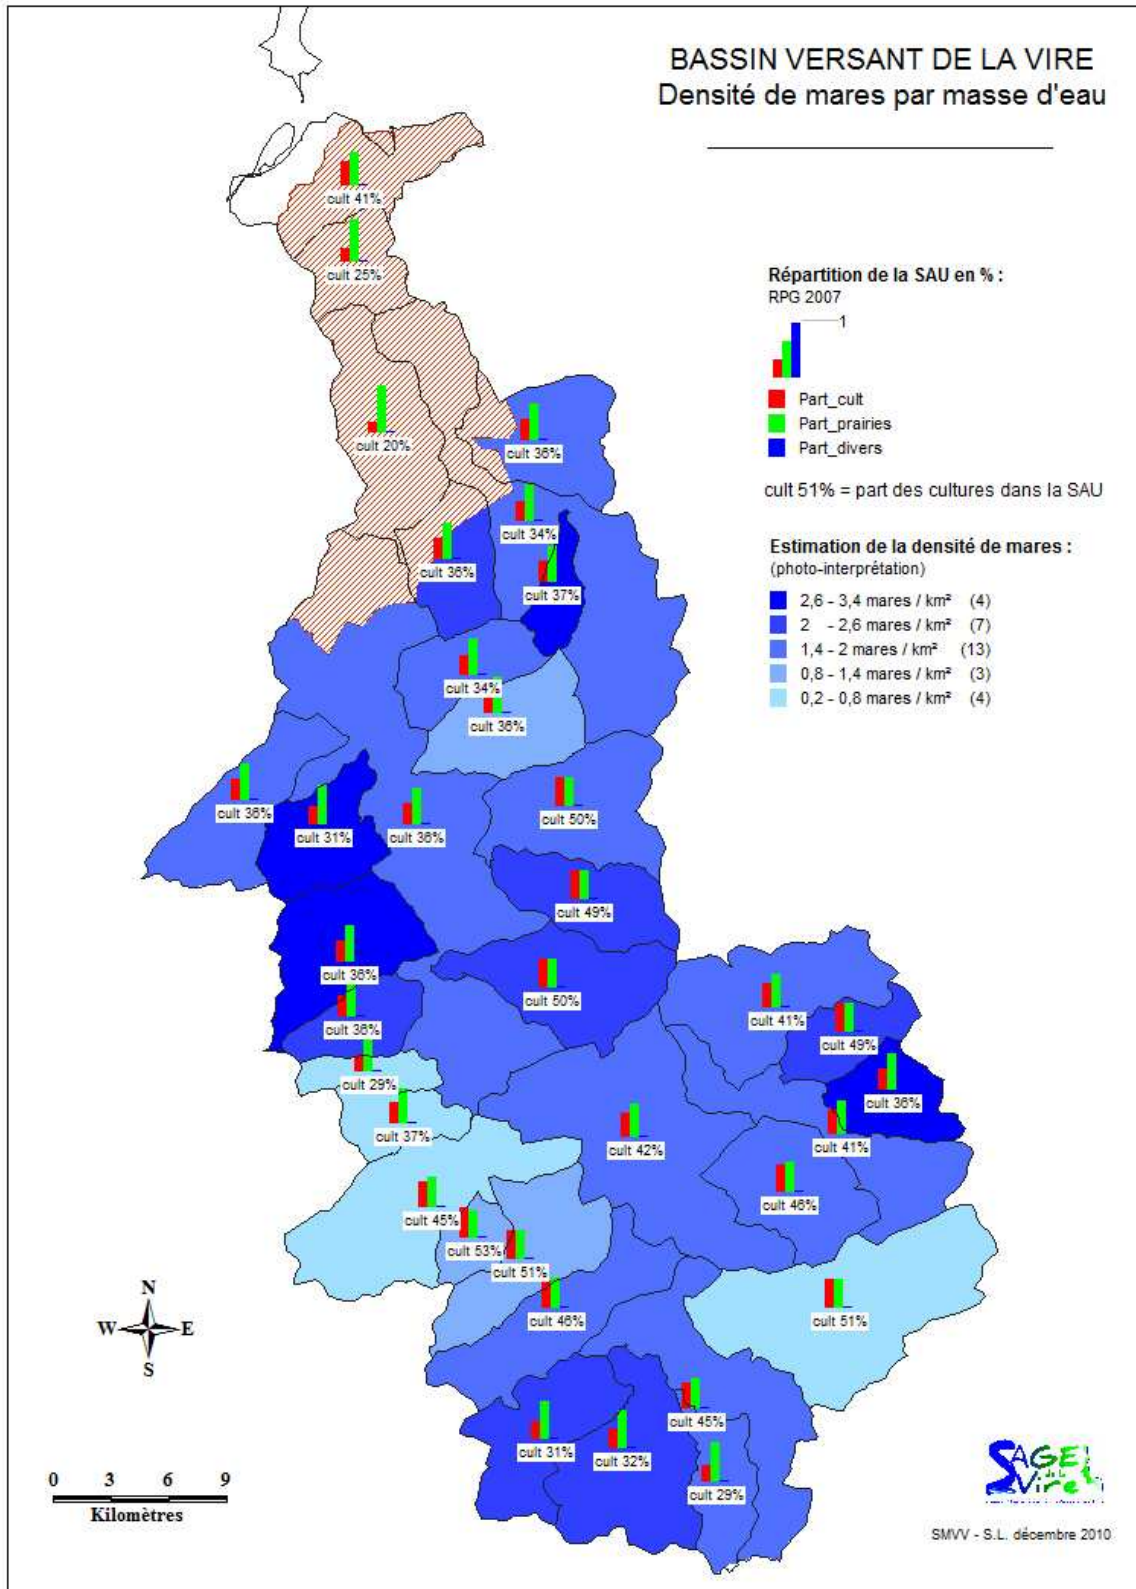 BASSIN VERSANT DE LA VIRE
Densité de mares par masse d'eau
cult 41%
cult 25%
cult 20%
Répartition de la SAU en % :
RPG 2007
1
Part_cult
Part_prairies
Part_divers
cult 51% = part des cultures dans la SAU
Estimation de la densité de mares :
(photo-interprétation)
2,6 - 3,4 mares / km² (4)
2 - 2,6 mares / km² (7)
1,4 - 2 mares / km² (13)
0,8 - 1,4 mares / km² (3)
0,2 - 0,8 mares / km² (4)
cult 36%
cult 34%
cult 36%
cult 37%
cult 34%
cult 36%
cult 36%
cult 31%
cult 36%
cult 50%
cult 49%
cult 36%
cult 50%
cult 36%
cult 41%
cult 49%
cult 29%
cult 36%
cult 37%
cult 42%
cult 41%
cult 46%
cult 45%
cult 53%
cult 51%
cult 46%
cult 51%
cult 45%
cult 31%
cult 32%
cult 29%
N
W E
S
0 3 6 9
Kilomètres
SAGE
de la
Vire
SMVV - S.L. décembre 2010